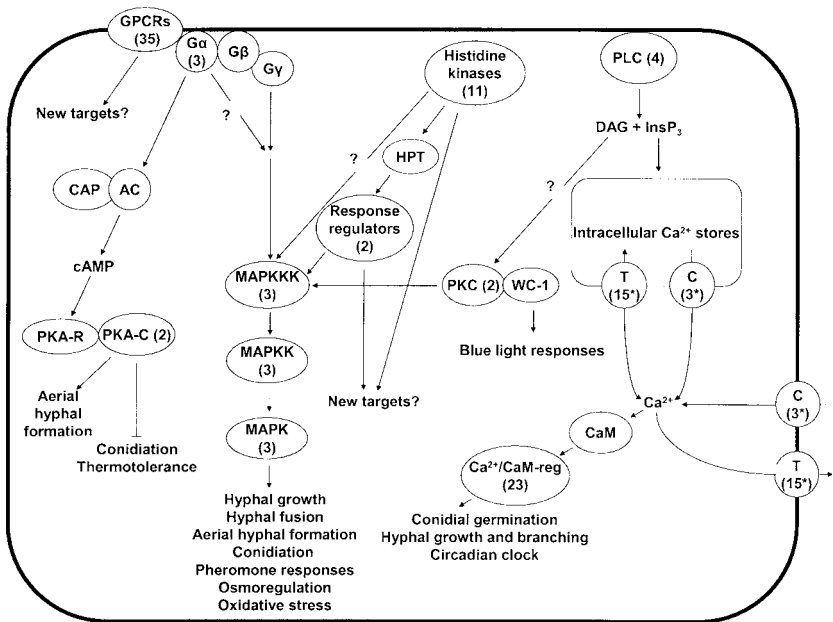 GPCRs
(35)
Gα
(3)
Gβ
Gγ
New targets?
?
CAP
AC
cAMP
PKA-R
PKA-C (2)
Aerial
hyphal
formation
Conidiation
Thermotolerance
Histidine
kinases
(11)
?
HPT
Response
regulators
(2)
MAPKKK
(3)
MAPKK
(3)
MAPK
(3)
Hyphal growth
Hyphal fusion
Aerial hyphal formation
Conidiation
Pheromone responses
Osmoregulation
Oxidative stress
New targets?
PLC (4)
DAG + InsP₃
?
Intracellular Ca²⁺ stores
T
(15*)
C
(3*)
PKC (2)
WC-1
Blue light responses
Ca²⁺
CaM
Ca²⁺/CaM-reg
(23)
Conidial germination
Hyphal growth and branching
Circadian clock
C
(3*)
T
(15*)